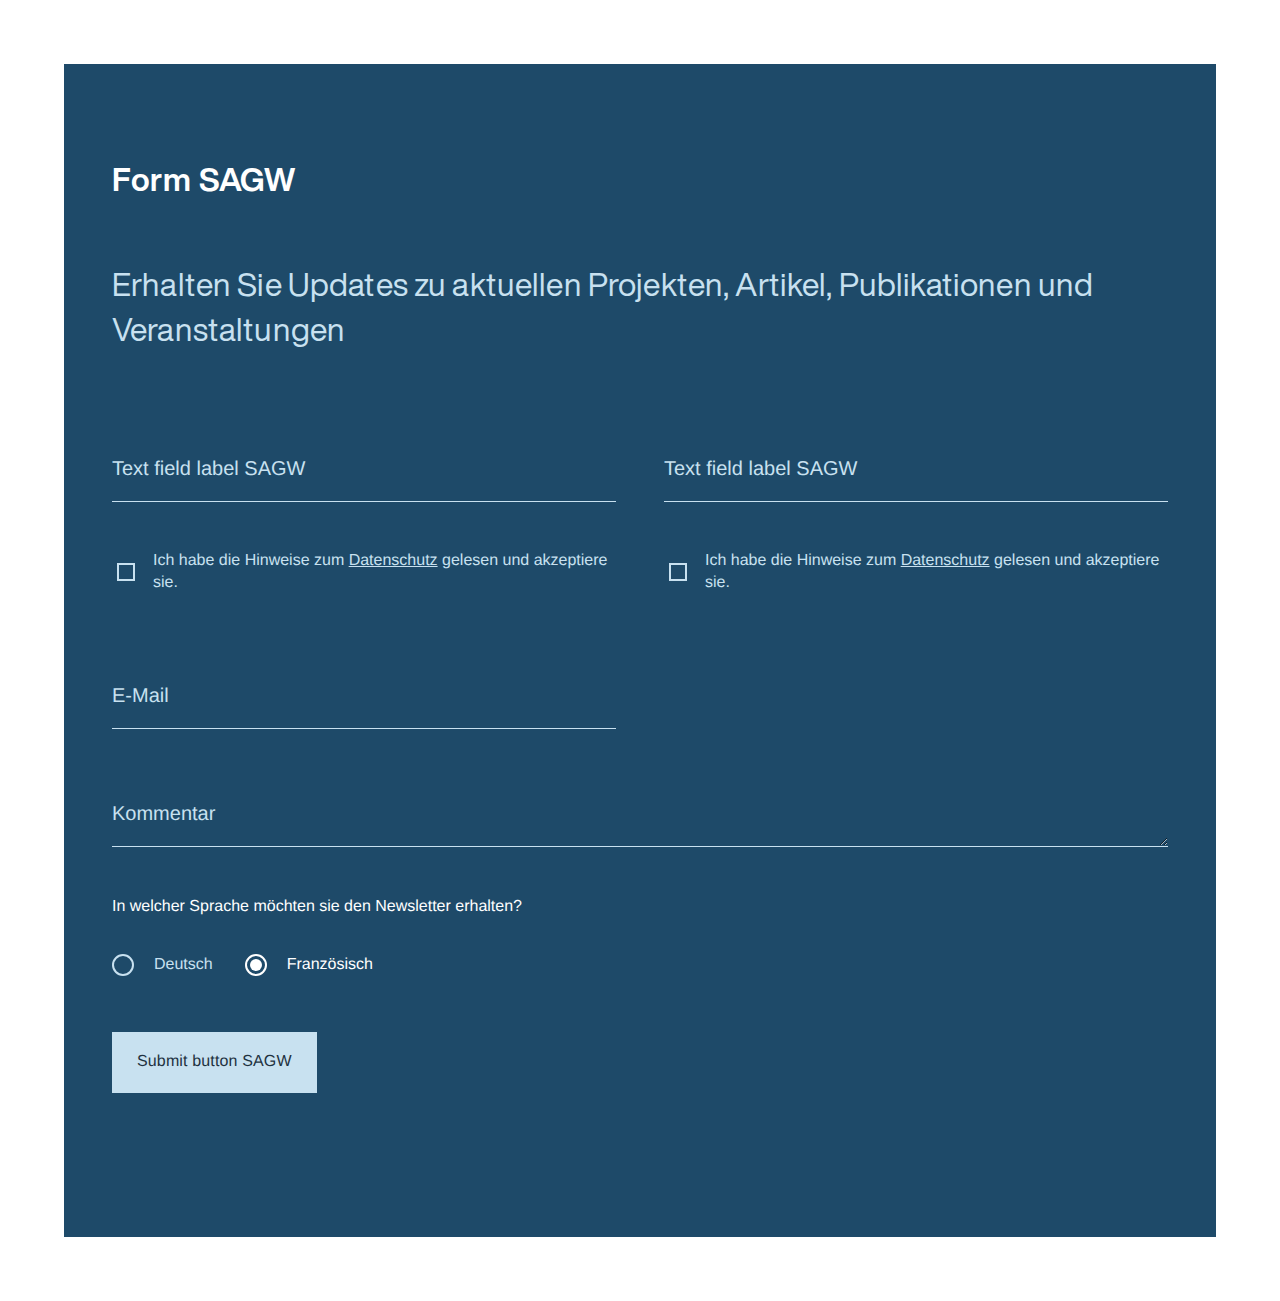 Form SAGW
Erhalten Sie Updates zu aktuellen Projekten, Artikel, Publikationen und
Veranstaltungen
Text field label SAGW
Text field label SAGW
Ich habe die Hinweise zum Datenschutz gelesen und akzeptiere
sie.
Ich habe die Hinweise zum Datenschutz gelesen und akzeptiere
sie.
E-Mail
Kommentar
In welcher Sprache möchten sie den Newsletter erhalten?
Deutsch
Französisch
Submit button SAGW